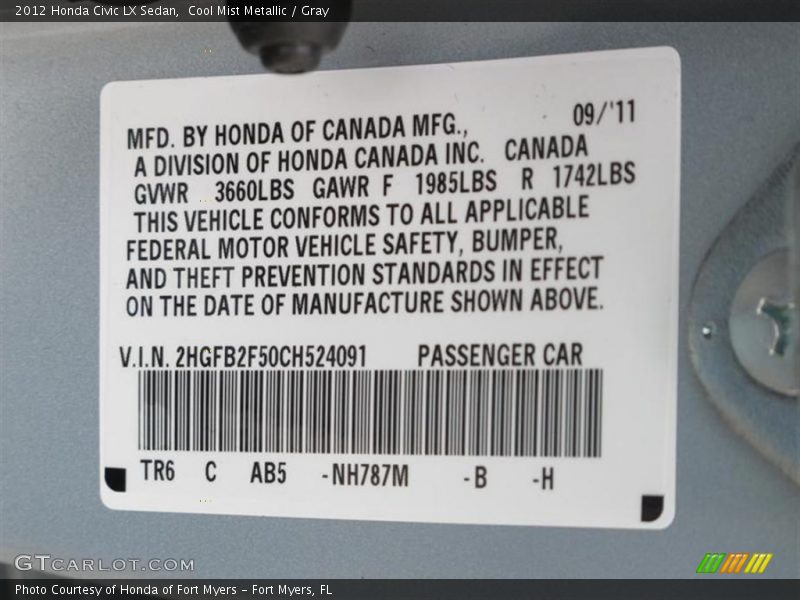 2012 Honda Civic LX Sedan,  Cool Mist Metallic / Gray
09/'11
MFD. BY HONDA OF CANADA MFG.,
A DIVISION OF HONDA CANADA INC. CANADA
GVWR 3660LBS GAWR F 1985LBS R 1742LBS
THIS VEHICLE CONFORMS TO ALL APPLICABLE
FEDERAL MOTOR VEHICLE SAFETY, BUMPER,
AND THEFT PREVENTION STANDARDS IN EFFECT
ON THE DATE OF MANUFACTURE SHOWN ABOVE.
V.I.N. 2HGFB2F50CH524091 PASSENGER CAR
TR6 C AB5 -NH787M -B -H
GTCARLOT.COM
Photo Courtesy of Honda of Fort Myers – Fort Myers, FL